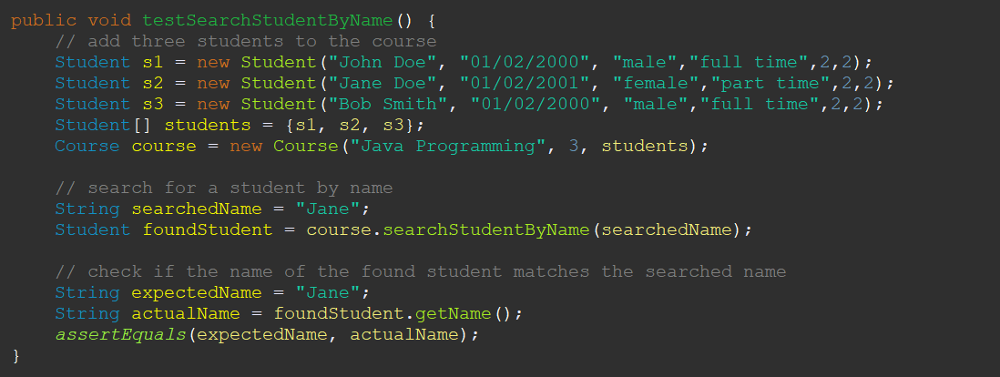 public void testSearchStudentByName() {
    // add three students to the course
    Student s1 = new Student("John Doe", "01/02/2000", "male","full time",2,2);
    Student s2 = new Student("Jane Doe", "01/02/2001", "female","part time",2,2);
    Student s3 = new Student("Bob Smith", "01/02/2000", "male","full time",2,2);
    Student[] students = {s1, s2, s3};
    Course course = new Course("Java Programming", 3, students);

    // search for a student by name
    String searchedName = "Jane";
    Student foundStudent = course.searchStudentByName(searchedName);

    // check if the name of the found student matches the searched name
    String expectedName = "Jane";
    String actualName = foundStudent.getName();
    assertEquals(expectedName, actualName);
}